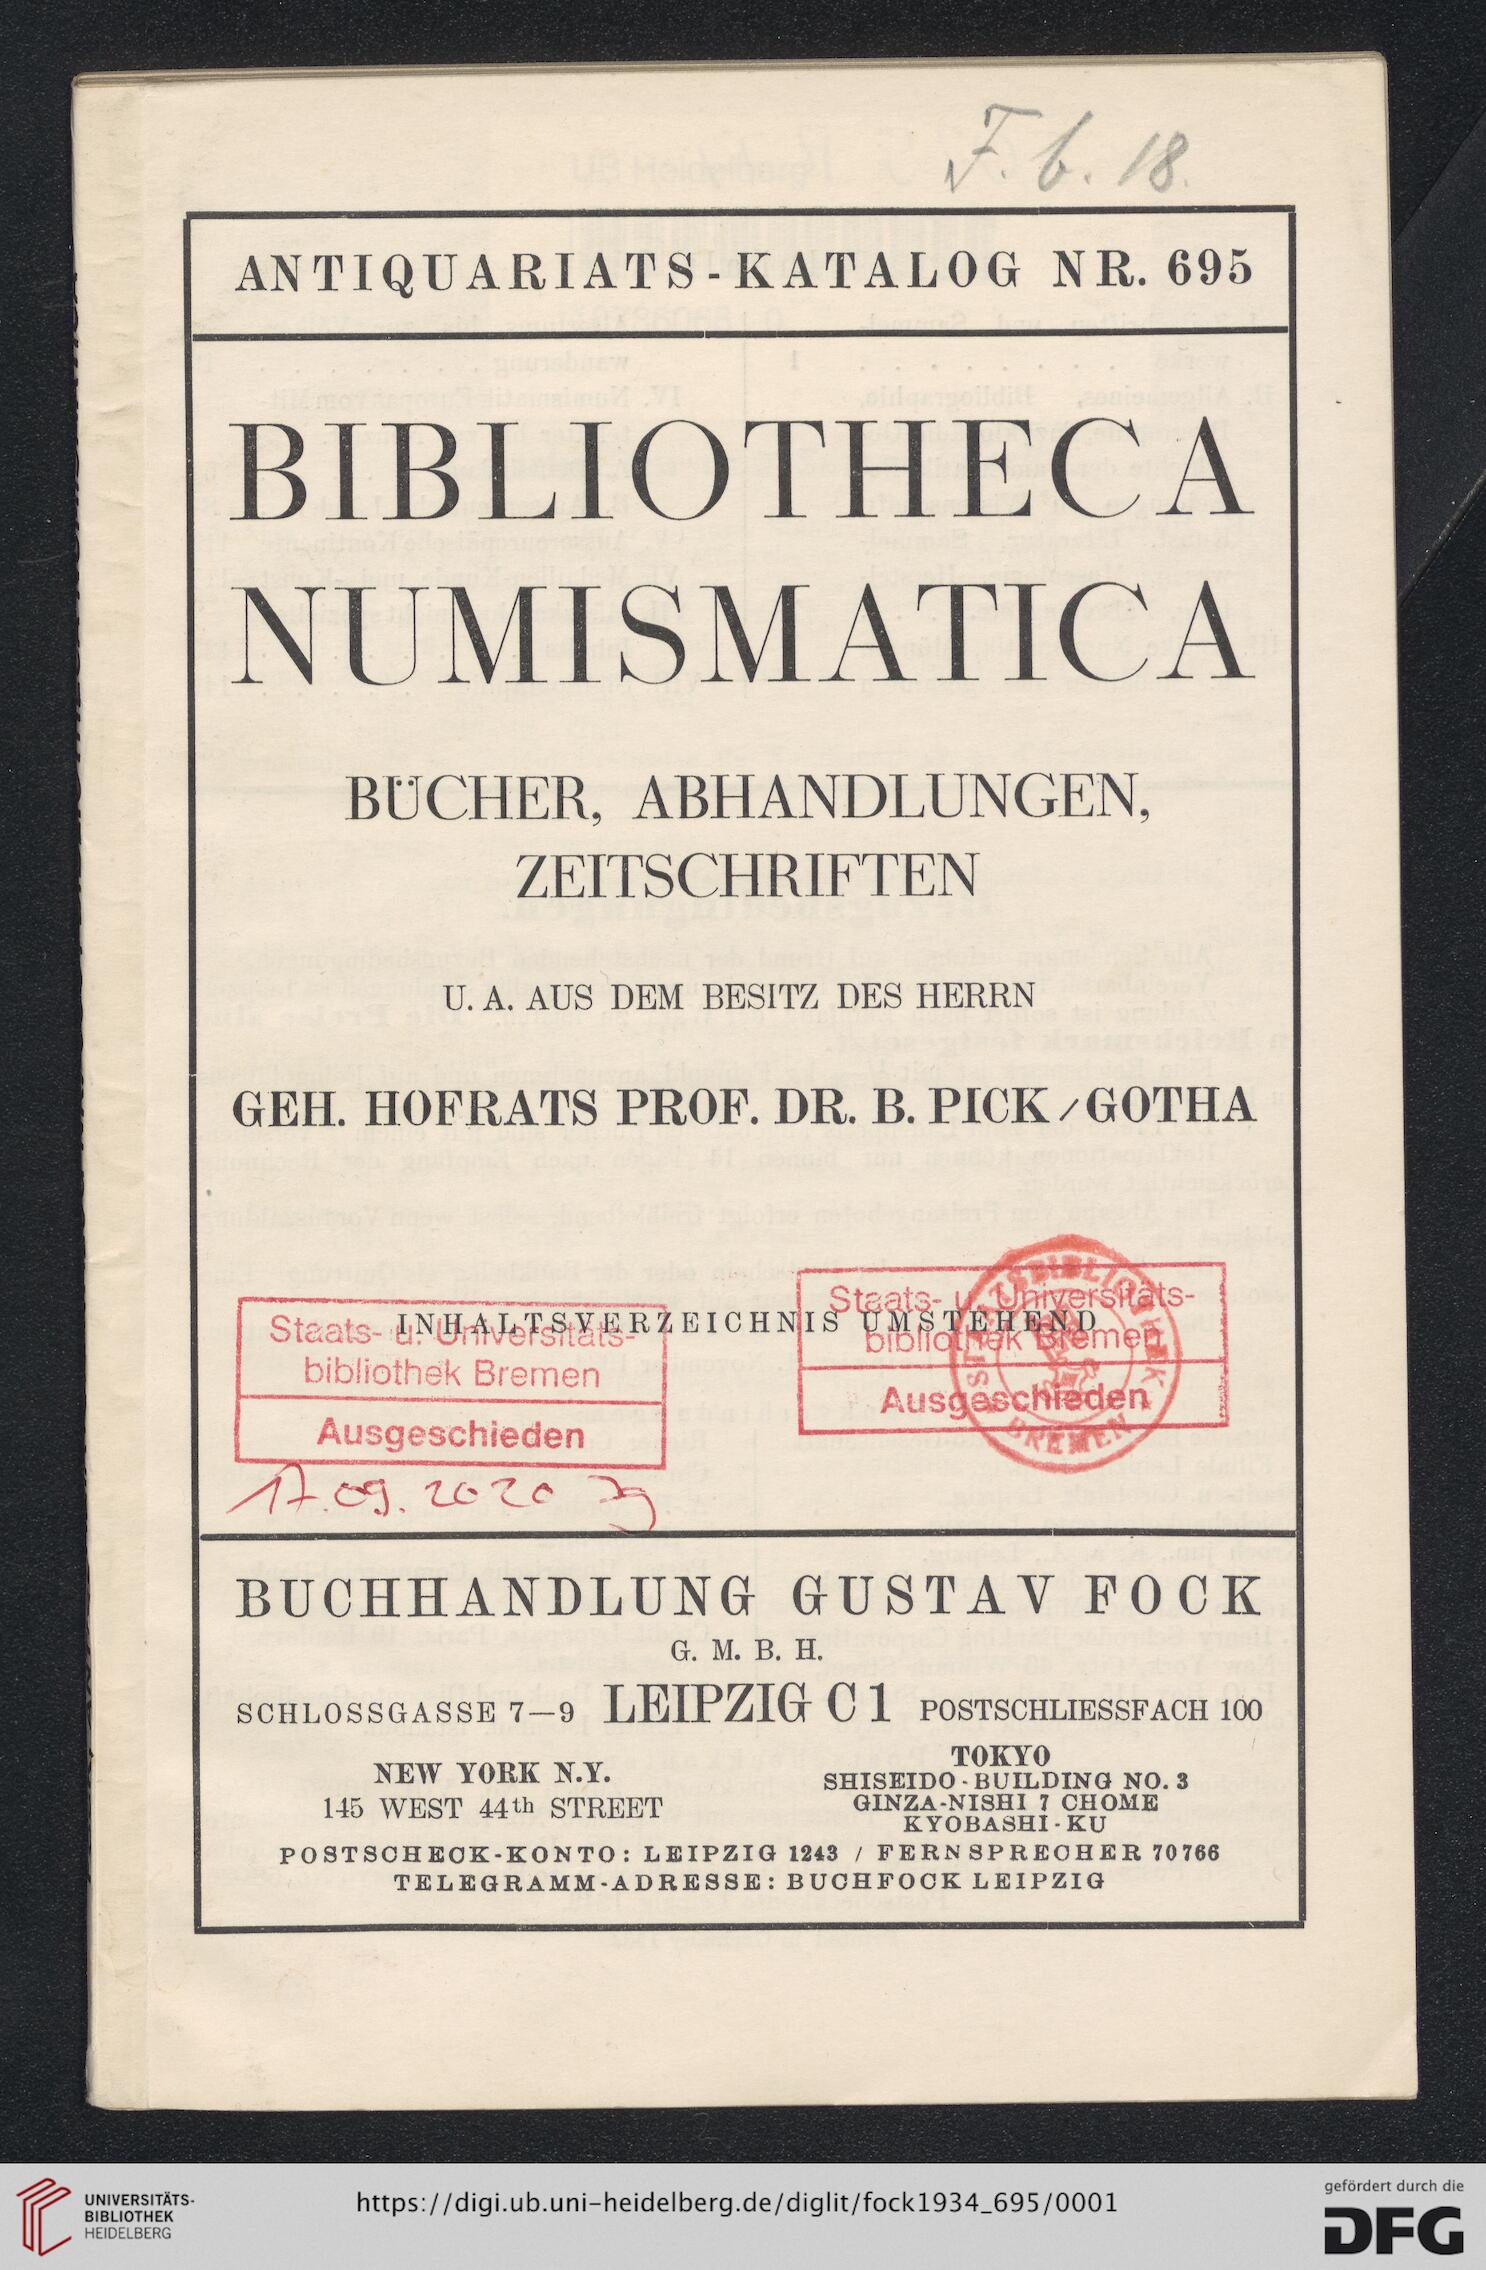 F. b. 18.
ANTIQUARIATS-KATALOG NR. 695
BIBLIOTHECA
NUMISMATICA
BÜCHER, ABHANDLUNGEN,
ZEITSCHRIFTEN
U. A. AUS DEM BESITZ DES HERRN
GEH. HOFRATS PROF. DR. B. PICK/GOTHA
INHALTSVERZEICHNIS UMSTEHEND
Staats- u. Universitäts-
bibliothek Bremen
Ausgeschieden
17.09.2020
Staats- u. Universitäts-
bibliothek Bremen
Ausgeschieden
STAATSBIBLIOTHEK
BREMEN
BUCHHANDLUNG GUSTAV FOCK
G. M. B. H.
SCHLOSSGASSE 7—9 LEIPZIG C 1 POSTSCHLIESSFACH 100
NEW YORK N.Y.
145 WEST 44th STREET
TOKYO
SHISEIDO-BUILDING NO. 3
GINZA-NISHI 7 CHOME
KYOBASHI-KU
POSTSCHECK-KONTO: LEIPZIG 1243 / FERNSPRECHER 70766
TELEGRAMM-ADRESSE: BUCHFOCK LEIPZIG
UNIVERSITÄTS-
BIBLIOTHEK
HEIDELBERG
https://digi.ub.uni-heidelberg.de/diglit/fock1934_695/0001
gefördert durch die
DFG